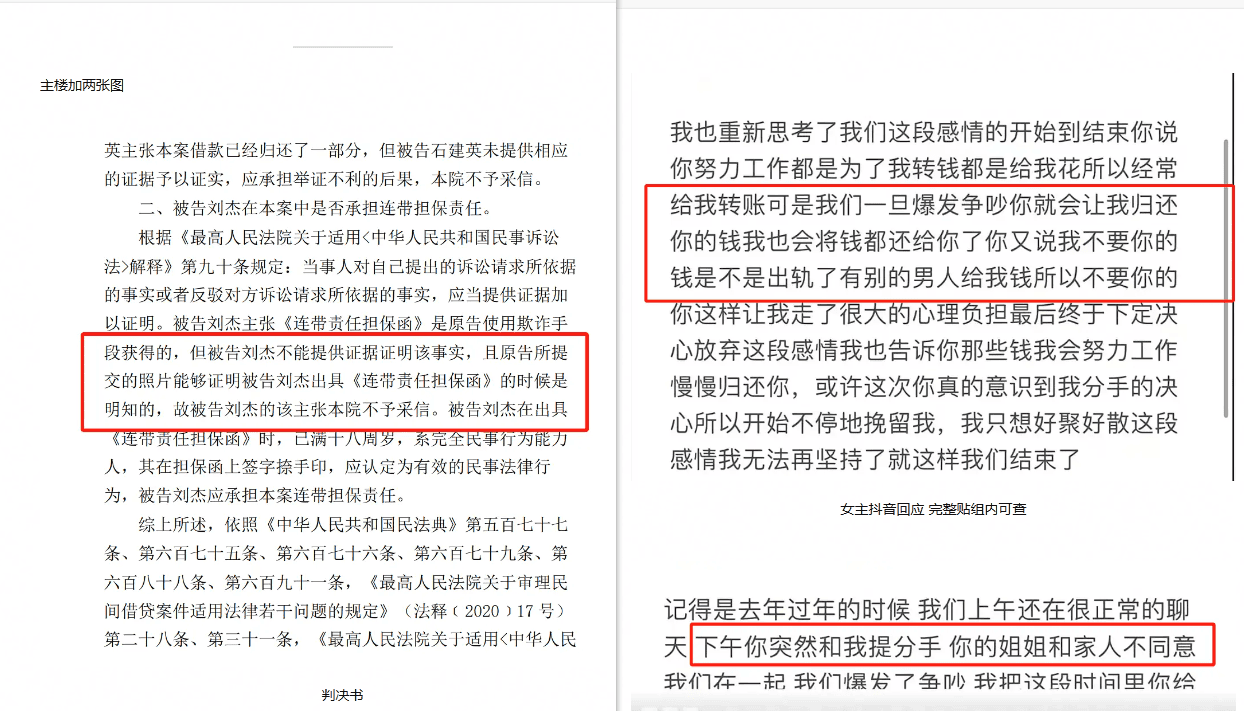 主楼加两张图
英主张本案借款已经归还了一部分，但被告石建英未提供相应
的证据予以证实，应承担举证不利的后果，本院不予采信。
二、被告刘杰在本案中是否承担连带担保责任。
根据《最高人民法院关于适用<中华人民共和国民事诉讼
法>解释》第九十条规定：当事人对自己提出的诉讼请求所依据
的事实或者反驳对方诉讼请求所依据的事实，应当提供证据加
以证明。被告刘杰主张《连带责任担保函》是原告使用欺诈手
段获得的，但被告刘杰不能提供证据证明该事实，且原告所提
交的照片能够证明被告刘杰出具《连带责任担保函》的时候是
明知的，故被告刘杰的该主张本院不予采信。被告刘杰在出具
《连带责任担保函》时，已满十八周岁，系完全民事行为能力
人，其在担保函上签字捺手印，应认定为有效的民事法律行
为，被告刘杰应承担本案连带担保责任。
综上所述，依照《中华人民共和国民法典》第五百七十七
条、第六百七十五条、第六百七十六条、第六百七十九条、第
六百八十八条、第六百九十一条，《最高人民法院关于审理民
间借贷案件适用法律若干问题的规定》（法释﹝2020﹞17 号）
第二十八条、第三十一条，《最高人民法院关于适用<中华人民
判决书
我也重新思考了我们这段感情的开始到结束你说
你努力工作都是为了我转钱都是给我花所以经常
给我转账可是我们一旦爆发争吵你就会让我归还
你的钱我也会将钱都还给你了你又说我不要你的
钱是不是出轨了有别的男人给我钱所以不要你的
你这样让我走了很大的心理负担最后终于下定决
心放弃这段感情我也告诉你那些钱我会努力工作
慢慢归还你，或许这次你真的意识到我分手的决
心所以开始不停地挽留我，我只想好聚好散这段
感情我无法再坚持了就这样我们结束了
女主抖音回应 完整贴组内可查
记得是去年过年的时候 我们上午还在很正常的聊
天 下午你突然和我提分手 你的姐姐和家人不同意
我们在一起 我们爆发了争吵 我把这段时间里你给